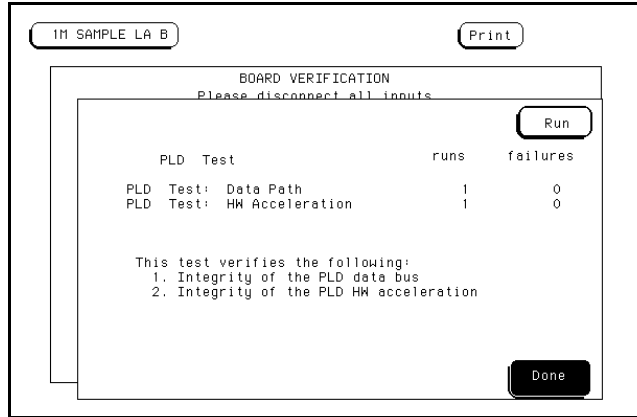 1M SAMPLE LA B
Print
BOARD VERIFICATION
Please disconnect all inputs
Run
PLD Test runs failures
PLD Test: Data Path 1 0
PLD Test: HW Acceleration 1 0
This test verifies the following:
1. Integrity of the PLD data bus
2. Integrity of the PLD HW acceleration
Done